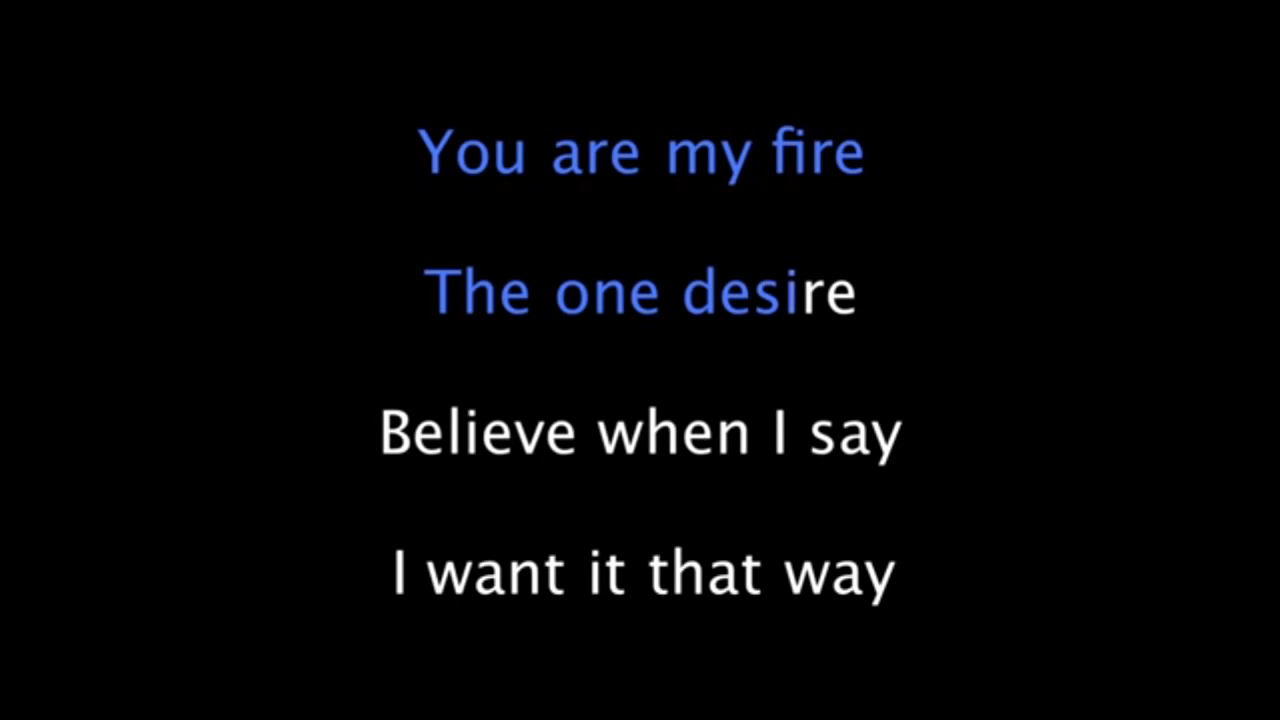 You are my fire
The one desire
Believe when I say
I want it that way